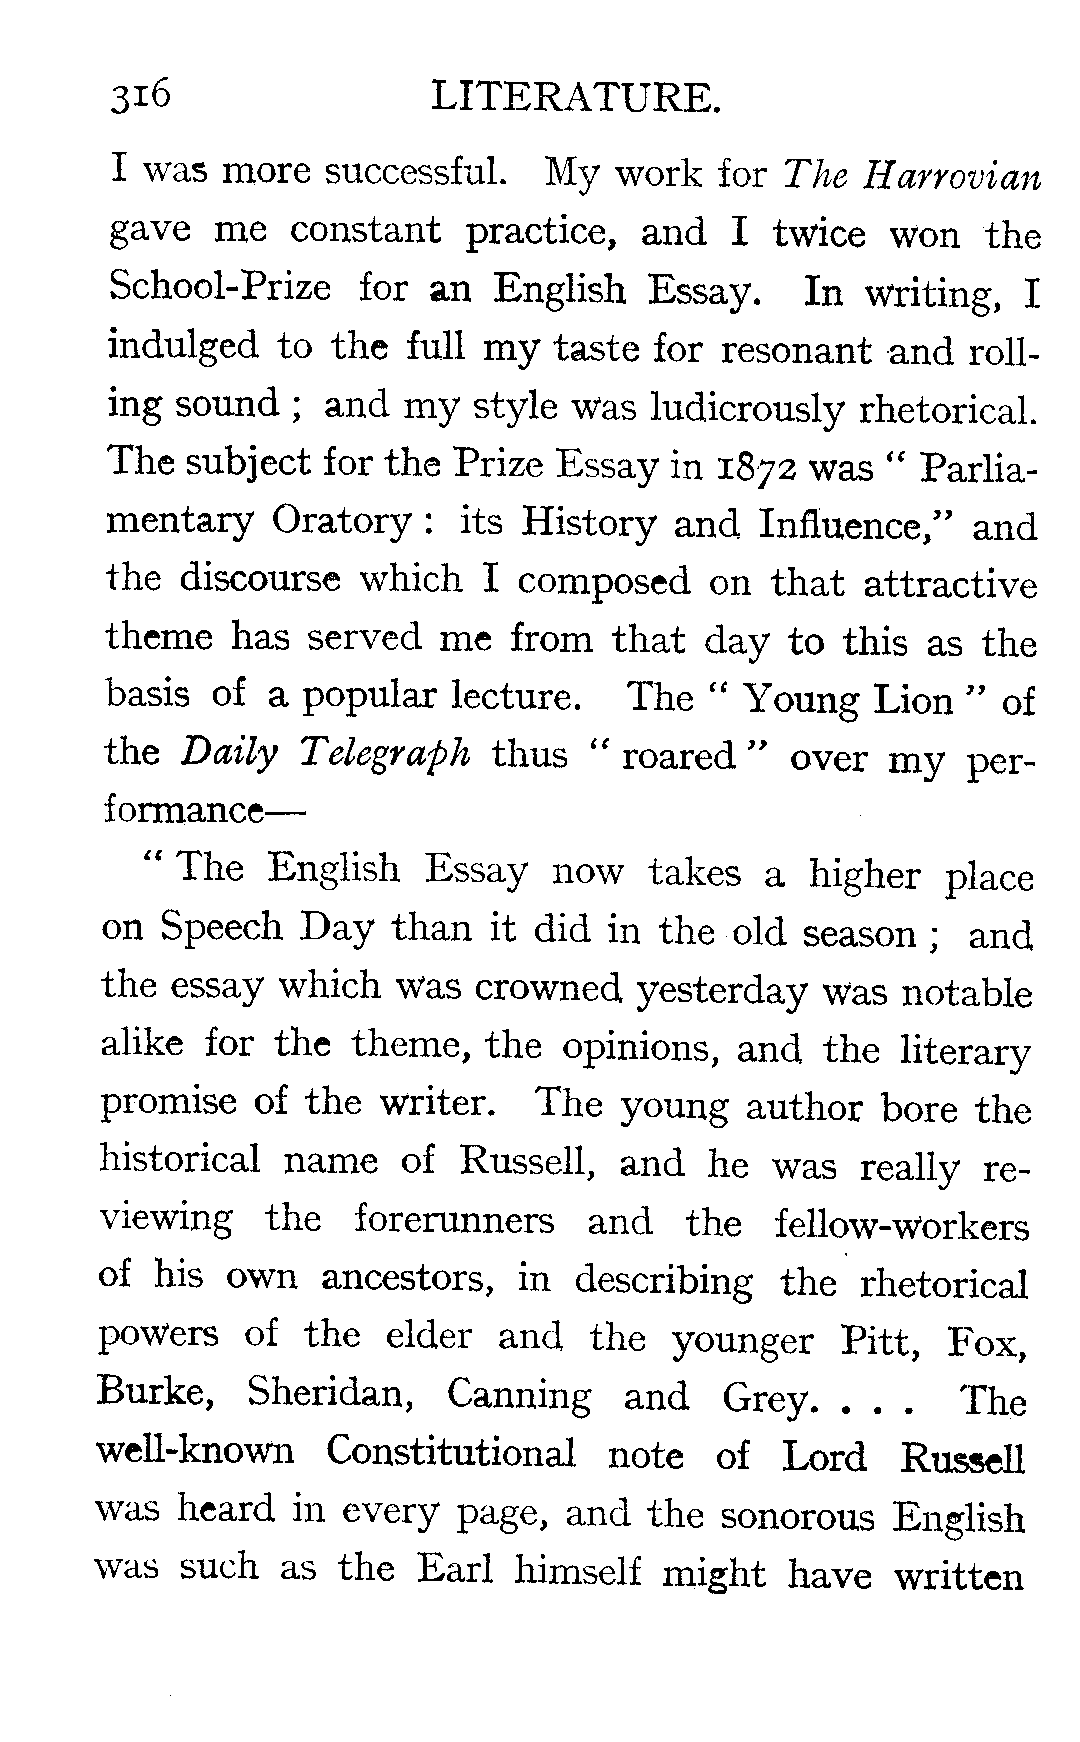 316 LITERATURE.
I was more successful. My work for The Harrovian
gave me constant practice, and I twice won the
School-Prize for an English Essay. In writing, I
indulged to the full my taste for resonant and roll-
ing sound ; and my style was ludicrously rhetorical.
The subject for the Prize Essay in 1872 was “ Parlia-
mentary Oratory : its History and Influence,” and
the discourse which I composed on that attractive
theme has served me from that day to this as the
basis of a popular lecture. The “ Young Lion ” of
the Daily Telegraph thus “ roared ” over my per-
formance—
“ The English Essay now takes a higher place
on Speech Day than it did in the old season ; and
the essay which was crowned yesterday was notable
alike for the theme, the opinions, and the literary
promise of the writer. The young author bore the
historical name of Russell, and he was really re-
viewing the forerunners and the fellow-workers
of his own ancestors, in describing the rhetorical
powers of the elder and the younger Pitt, Fox,
Burke, Sheridan, Canning and Grey. . . . The
well-known Constitutional note of Lord Russell
was heard in every page, and the sonorous English
was such as the Earl himself might have written